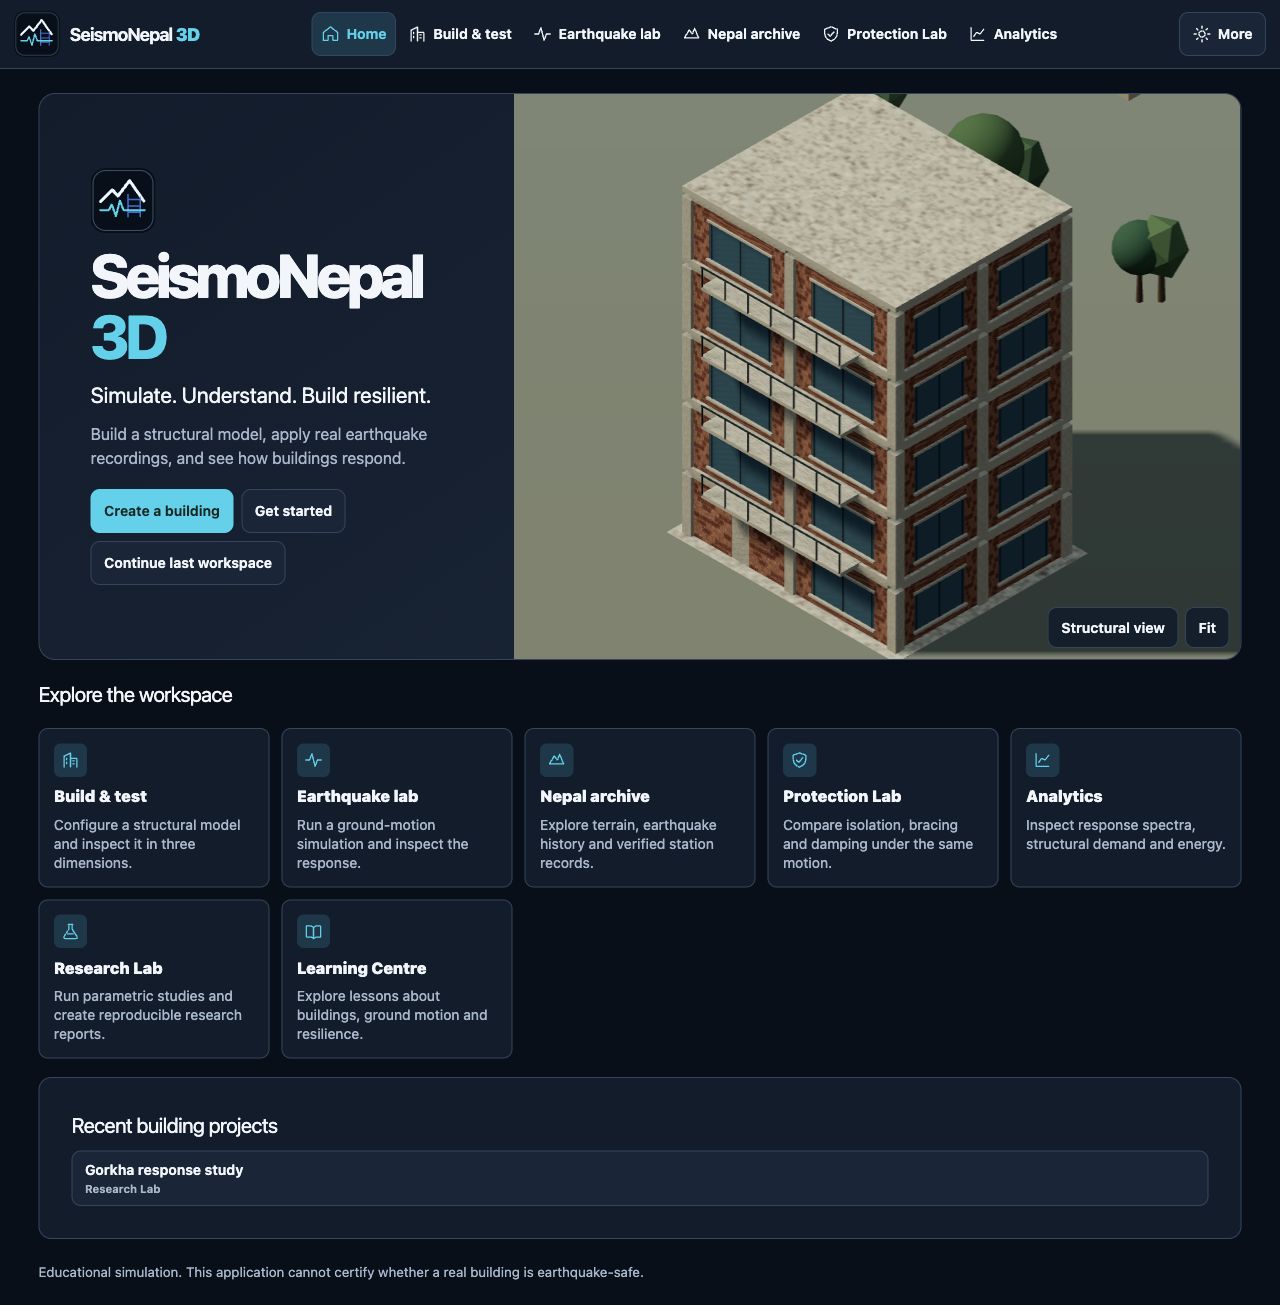 SeismoNepal 3D
Home
Build & test
Earthquake lab
Nepal archive
Protection Lab
Analytics
More
SeismoNepal
3D
Simulate. Understand. Build resilient.
Build a structural model, apply real earthquake
recordings, and see how buildings respond.
Create a building
Get started
Continue last workspace
Structural view
Fit
Explore the workspace
Build & test
Configure a structural model
and inspect it in three
dimensions.
Earthquake lab
Run a ground-motion
simulation and inspect the
response.
Nepal archive
Explore terrain, earthquake
history and verified station
records.
Protection Lab
Compare isolation, bracing
and damping under the same
motion.
Analytics
Inspect response spectra,
structural demand and energy.
Research Lab
Run parametric studies and
create reproducible research
reports.
Learning Centre
Explore lessons about
buildings, ground motion and
resilience.
Recent building projects
Gorkha response study
Research Lab
Educational simulation. This application cannot certify whether a real building is earthquake-safe.